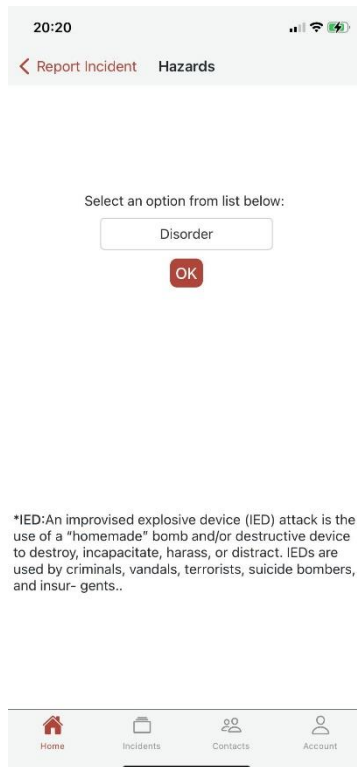 20:20
Report Incident Hazards
Select an option from list below:
Disorder
OK
*IED:An improvised explosive device (IED) attack is the
use of a “homemade” bomb and/or destructive device
to destroy, incapacitate, harass, or distract. IEDs are
used by criminals, vandals, terrorists, suicide bombers,
and insur- gents..
Home Incidents Contacts Account